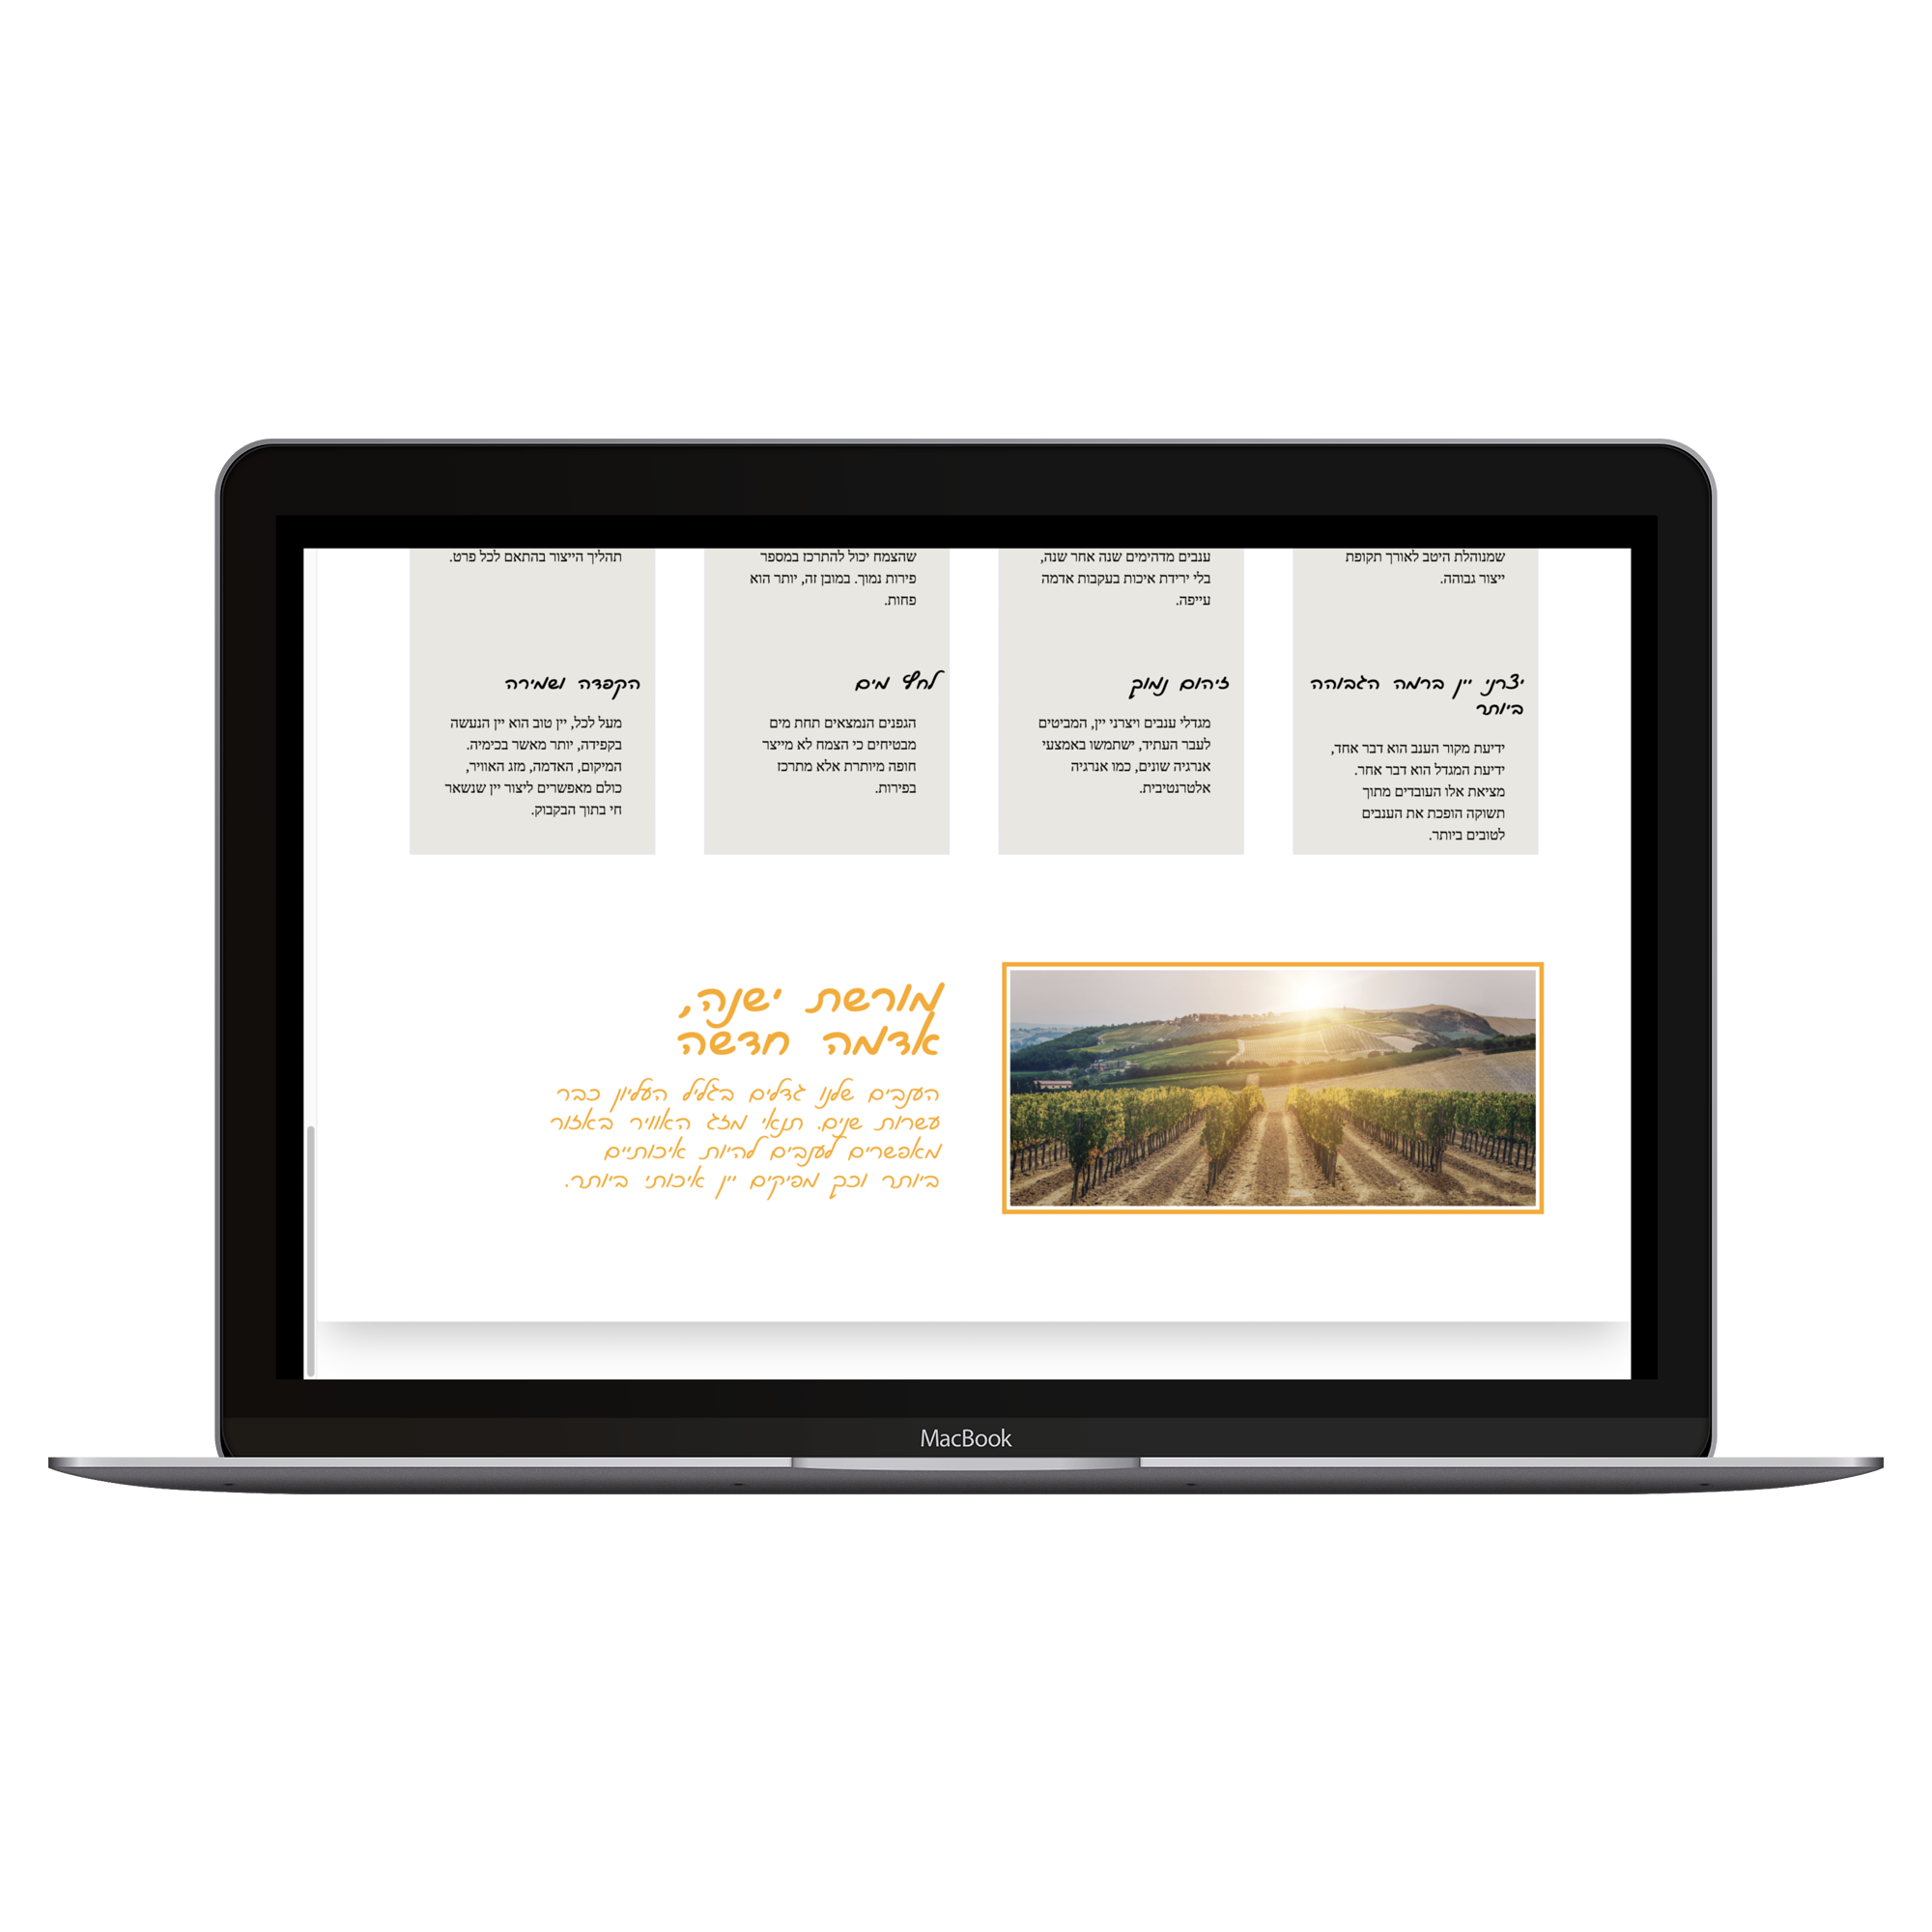 שמנוהלת היטב לאורך תקופת
ייצור גבוהה.
יצרני יין ברמה הגבוהה
ביותר
ידיעת מקור הענב הוא דבר אחד,
ידיעת המגדל הוא דבר אחר.
מציאת אלו העובדים מתוך
תשוקה הופכת את הענבים
לטובים ביותר.
ענבים מדהימים שנה אחר שנה,
בלי ירידת איכות בעקבות אדמה
עייפה.
זיהום נמוך
מגדלי ענבים ויצרני יין, המביטים
לעבר העתיד, ישתמשו באמצעי
אנרגיה שונים, כמו אנרגיה
אלטרנטיבית.
שהצמח יכול להתרכז במספר
פירות נמוך. במובן זה, יותר הוא
פחות.
לחץ מים
הגפנים הנמצאים תחת מים
מבטיחים כי הצמח לא מייצר
חופה מיותרת אלא מתרכז
בפירות.
תהליך הייצור בהתאם לכל פרט.
הקפדה ושמירה
מעל לכל, יין טוב הוא יין הנעשה
בקפידה, יותר מאשר בכימיה.
המיקום, האדמה, מזג האוויר,
כולם מאפשרים ליצור יין שנשאר
חי בתוך הבקבוק.
מורשת ישנה,
אדמה חדשה
הענבים שלנו גדלים בגליל העליון כבר
עשרות שנים. תנאי מזג האוויר באזור
מאפשרים לענבים להיות איכותיים
ביותר וכך מפיקים יין איכותי ביותר.
MacBook